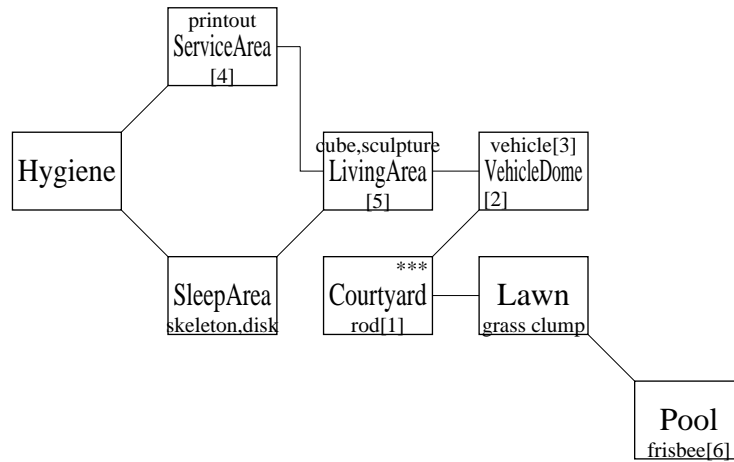 printout
ServiceArea
[4]
Hygiene
cube,sculpture
LivingArea
[5]
vehicle[3]
VehicleDome
[2]
SleepArea
skeleton,disk
***
Courtyard
rod[1]
Lawn
grass clump
Pool
frisbee[6]